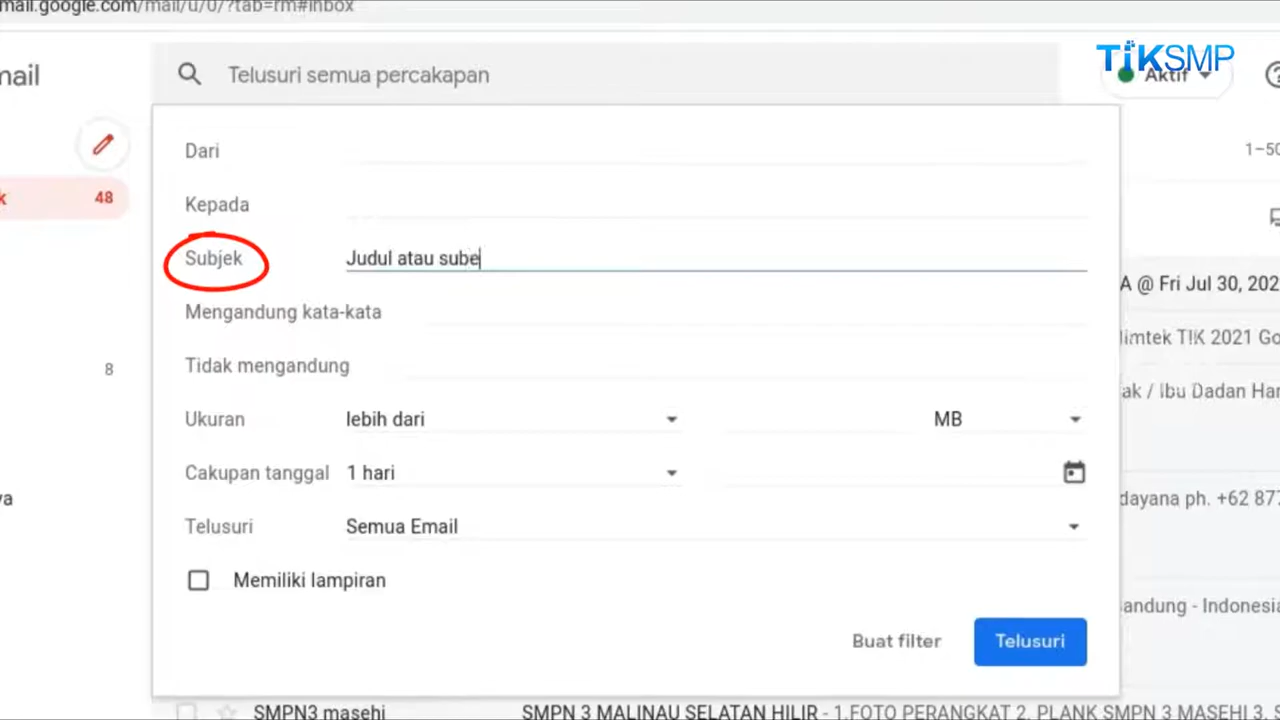 mail.google.com/mail/u/0/?tab=rm#inbox
TiKSMP
mail
Telusuri semua percakapan
Aktif
Dari
1–50
48
Kepada
Subjek
Judul atau sube
A @ Fri Jul 30, 202
Mengandung kata-kata
imtek TIK 2021 Go
Tidak mengandung
8
ak / Ibu Dadan Har
Ukuran
lebih dari
MB
Cakupan tanggal
1 hari
dayana ph. +62 877
Telusuri
Semua Email
Memiliki lampiran
andung - Indonesia
Buat filter
Telusuri
SMPN3 masehi
SMPN 3 MALINAU SELATAN HILIR - 1.FOTO PERANGKAT 2. PLANK SMPN 3 MASEHI 3. S